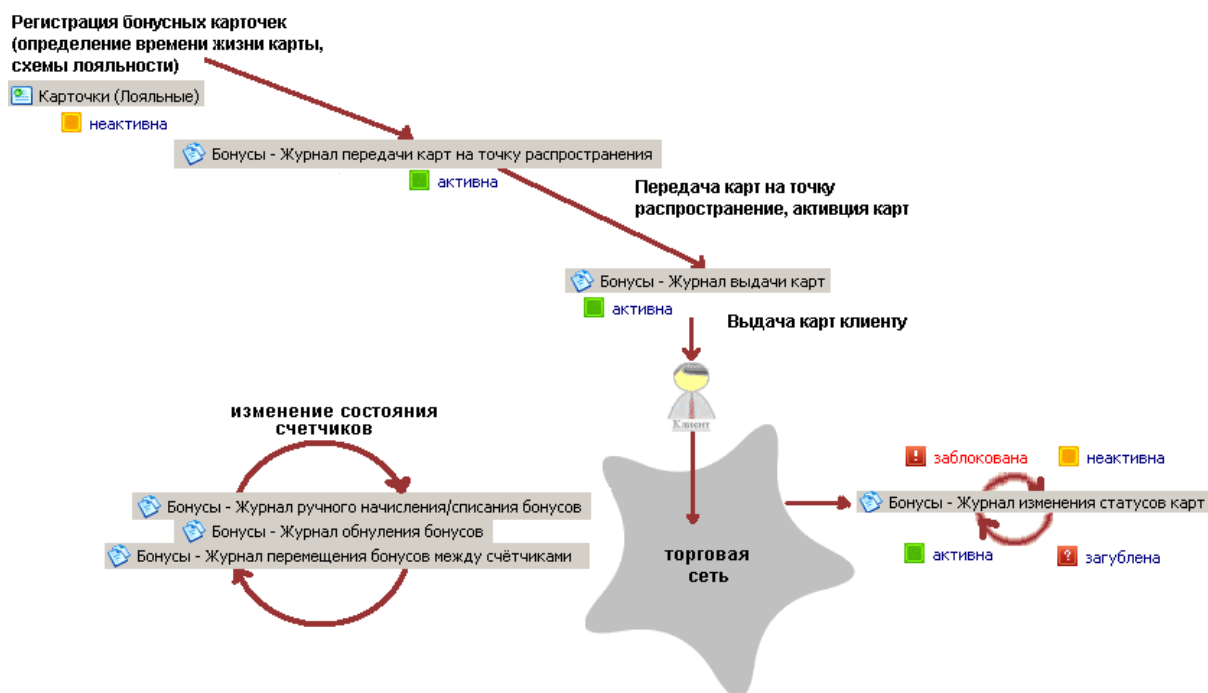 Регистрация бонусных карточек
(определение времени жизни карты,
схемы лояльности)
Карточки (Лояльные)
неактивна
Бонусы - Журнал передачи карт на точку распространения
активна
Передача карт на точку
распространение, активция карт
Бонусы - Журнал выдачи карт
активна
Выдача карт клиенту
Клиент
изменение состояния
счетчиков
Бонусы - Журнал ручного начисления/списания бонусов
Бонусы - Журнал обнуления бонусов
Бонусы - Журнал перемещения бонусов между счётчиками
торговая
сеть
заблокована
неактивна
Бонусы - Журнал изменения статусов карт
активна
загублена